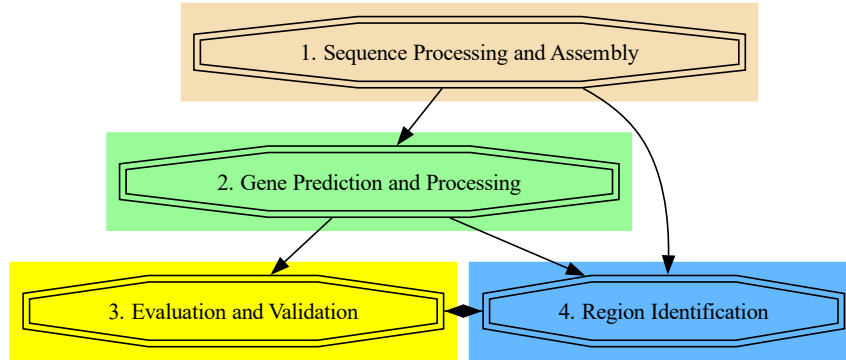 1. Sequence Processing and Assembly
2. Gene Prediction and Processing
3. Evaluation and Validation
4. Region Identification